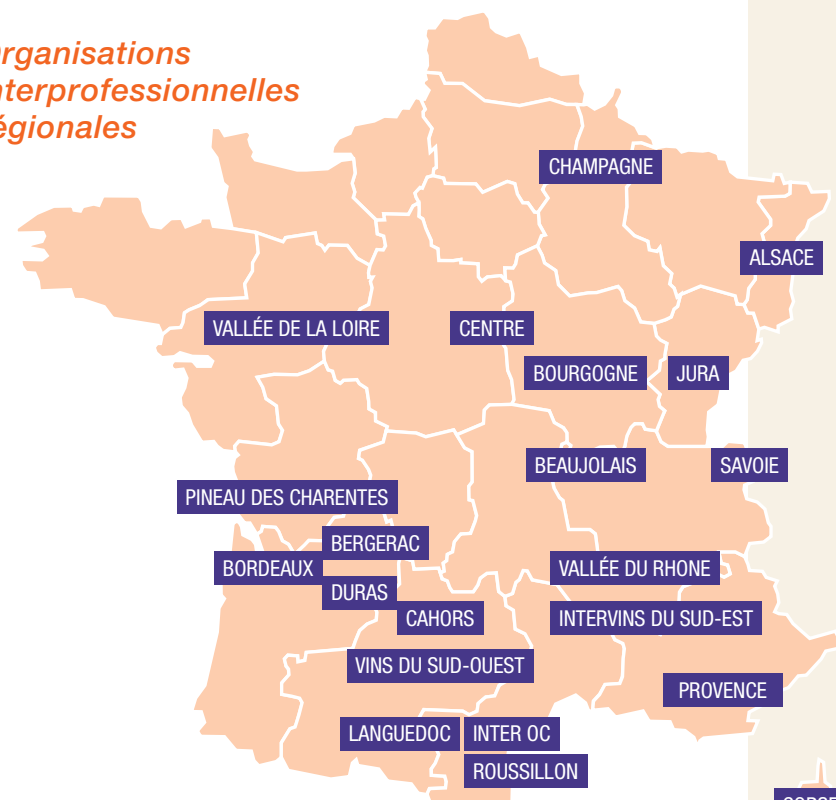 rganisations
nterprofessionnelles
égionales
CHAMPAGNE
ALSACE
VALLÉE DE LA LOIRE
CENTRE
BOURGOGNE
JURA
BEAUJOLAIS
SAVOIE
PINEAU DES CHARENTES
BERGERAC
BORDEAUX
VALLÉE DU RHONE
DURAS
CAHORS
INTERVINS DU SUD-EST
VINS DU SUD-OUEST
PROVENCE
LANGUEDOC
INTER OC
ROUSSILLON